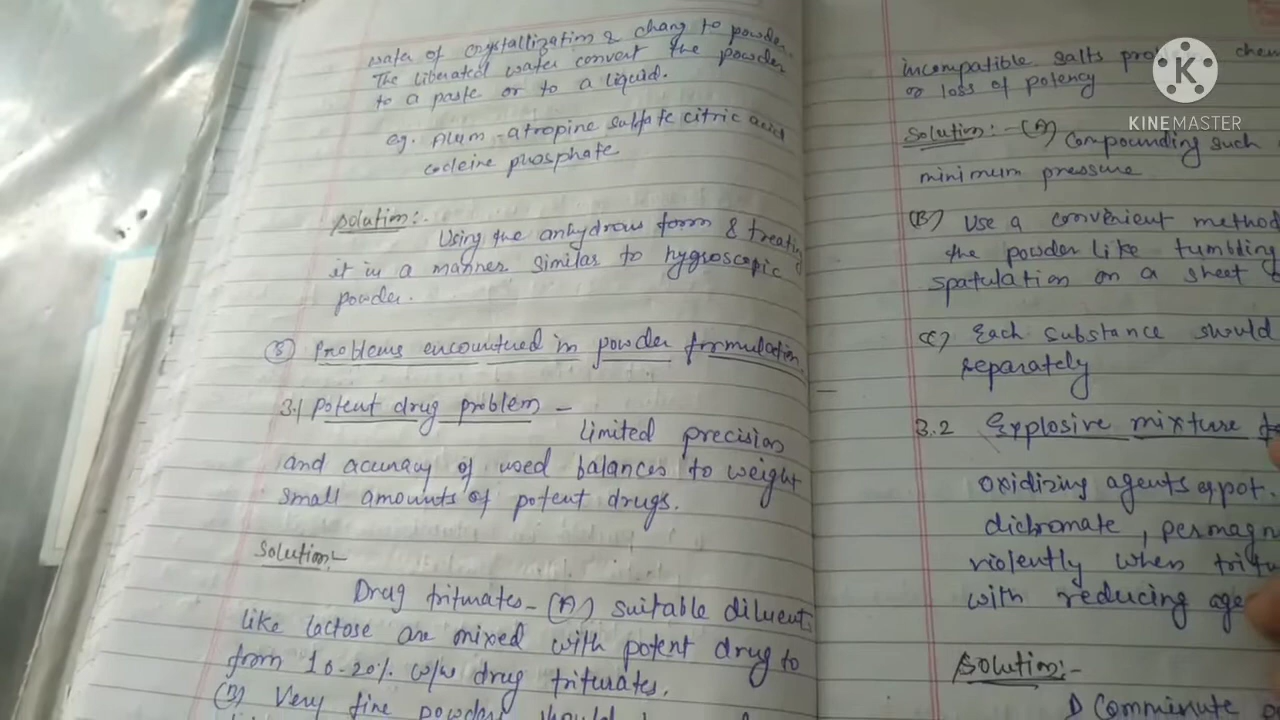 water of crystallization & chang to powder.
The liberated water convert the powder
to a paste or to a liquid.
eg. Alum - atropine sulfate citric acid
codeine phosphate
Solution:-
Using the anhydrous form & treating
it in a manner similar to hygroscopic
powder.
③ Problems encountred in powder formulation
3.1 Potent drug problem -
limited precision
and accuracy of used balances to weight
small amounts of potent drugs.
Solution-
Drug triturates - (A) suitable diluents
like lactose are mixed with potent drug to
from 10-20% w/w drug triturates.
(B) Very fine powders should
incompatible salts
or loss of potency
Solution:- (A) Compounding such
minimum pressure
(B) Use a convenient method
the powder like tumbling
spatulation on a sheet
(C) Each substance should
separately
3.2 Explosive mixture
oxidizing agents pot.
dichromate, permagn
violently when tritu
with reducing age
Solution:-
1) Comminute
K
KINEMASTER